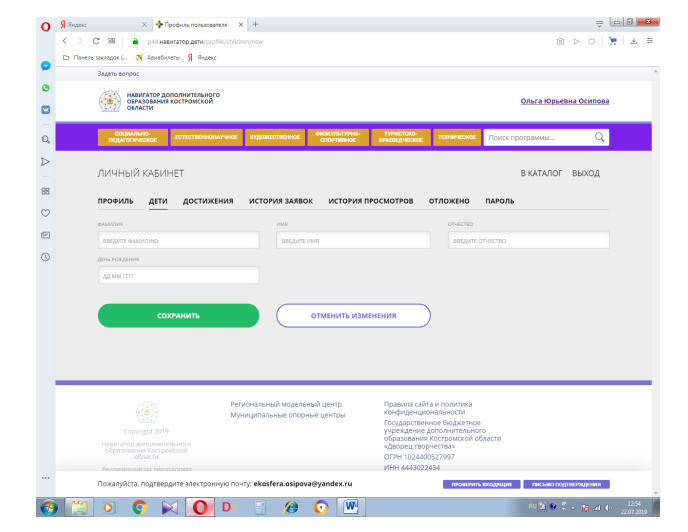 Яндекс
Профиль пользователя
p44.навигатор.дети/profile/children/new
Панель закладок (...
Авиабилеты
Яндекс
Задать вопрос
НАВИГАТОР ДОПОЛНИТЕЛЬНОГО
ОБРАЗОВАНИЯ КОСТРОМСКОЙ
ОБЛАСТИ
Ольга Юрьевна Осипова
СОЦИАЛЬНО-
ПЕДАГОГИЧЕСКОЕ
ЕСТЕСТВЕННОНАУЧНОЕ
ХУДОЖЕСТВЕННОЕ
ФИЗКУЛЬТУРНО-
СПОРТИВНОЕ
ТУРИСТСКО-
КРАЕВЕДЧЕСКОЕ
ТЕХНИЧЕСКОЕ
Поиск программы...
ЛИЧНЫЙ КАБИНЕТ
В КАТАЛОГ ВЫХОД
ПРОФИЛЬ ДЕТИ ДОСТИЖЕНИЯ ИСТОРИЯ ЗАЯВОК ИСТОРИЯ ПРОСМОТРОВ ОТЛОЖЕНО ПАРОЛЬ
ФАМИЛИЯ ИМЯ ОТЧЕСТВО
ВВЕДИТЕ ФАМИЛИЮ ВВЕДИТЕ ИМЯ ВВЕДИТЕ ОТЧЕСТВО
ДЕНЬ РОЖДЕНИЯ
ДД.ММ.ГГГГ
СОХРАНИТЬ ОТМЕНИТЬ ИЗМЕНЕНИЯ
Copyright 2019
Навигатор дополнительного
образования Костромской
области
Региональный модельный центр
Муниципальные опорные центры
Правила сайта и политика
конфиденциональности
Государственное бюджетное
учреждение дополнительного
образования Костромской области
«Дворец творчества»
ОГРН 1024400527997
ИНН 4443022434
Пожалуйста, подтвердите электронную почту: ekosfera.osipova@yandex.ru
ПРОВЕРИТЬ ВХОДЯЩИЕ
ПИСЬМО ПОДТВЕРЖДЕНИЯ
RU
12:54
22.07.2019